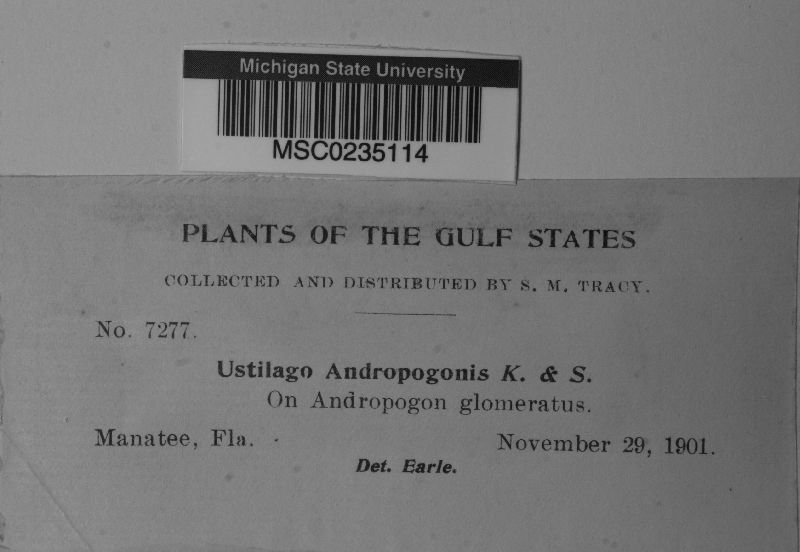 Michigan State University
MSC0235114
PLANTS OF THE GULF STATES
COLLECTED AND DISTRIBUTED BY S. M. TRACY.
No. 7277.
Ustilago Andropogonis K. & S.
On Andropogon glomeratus.
Manatee, Fla. November 29, 1901.
Det. Earle.